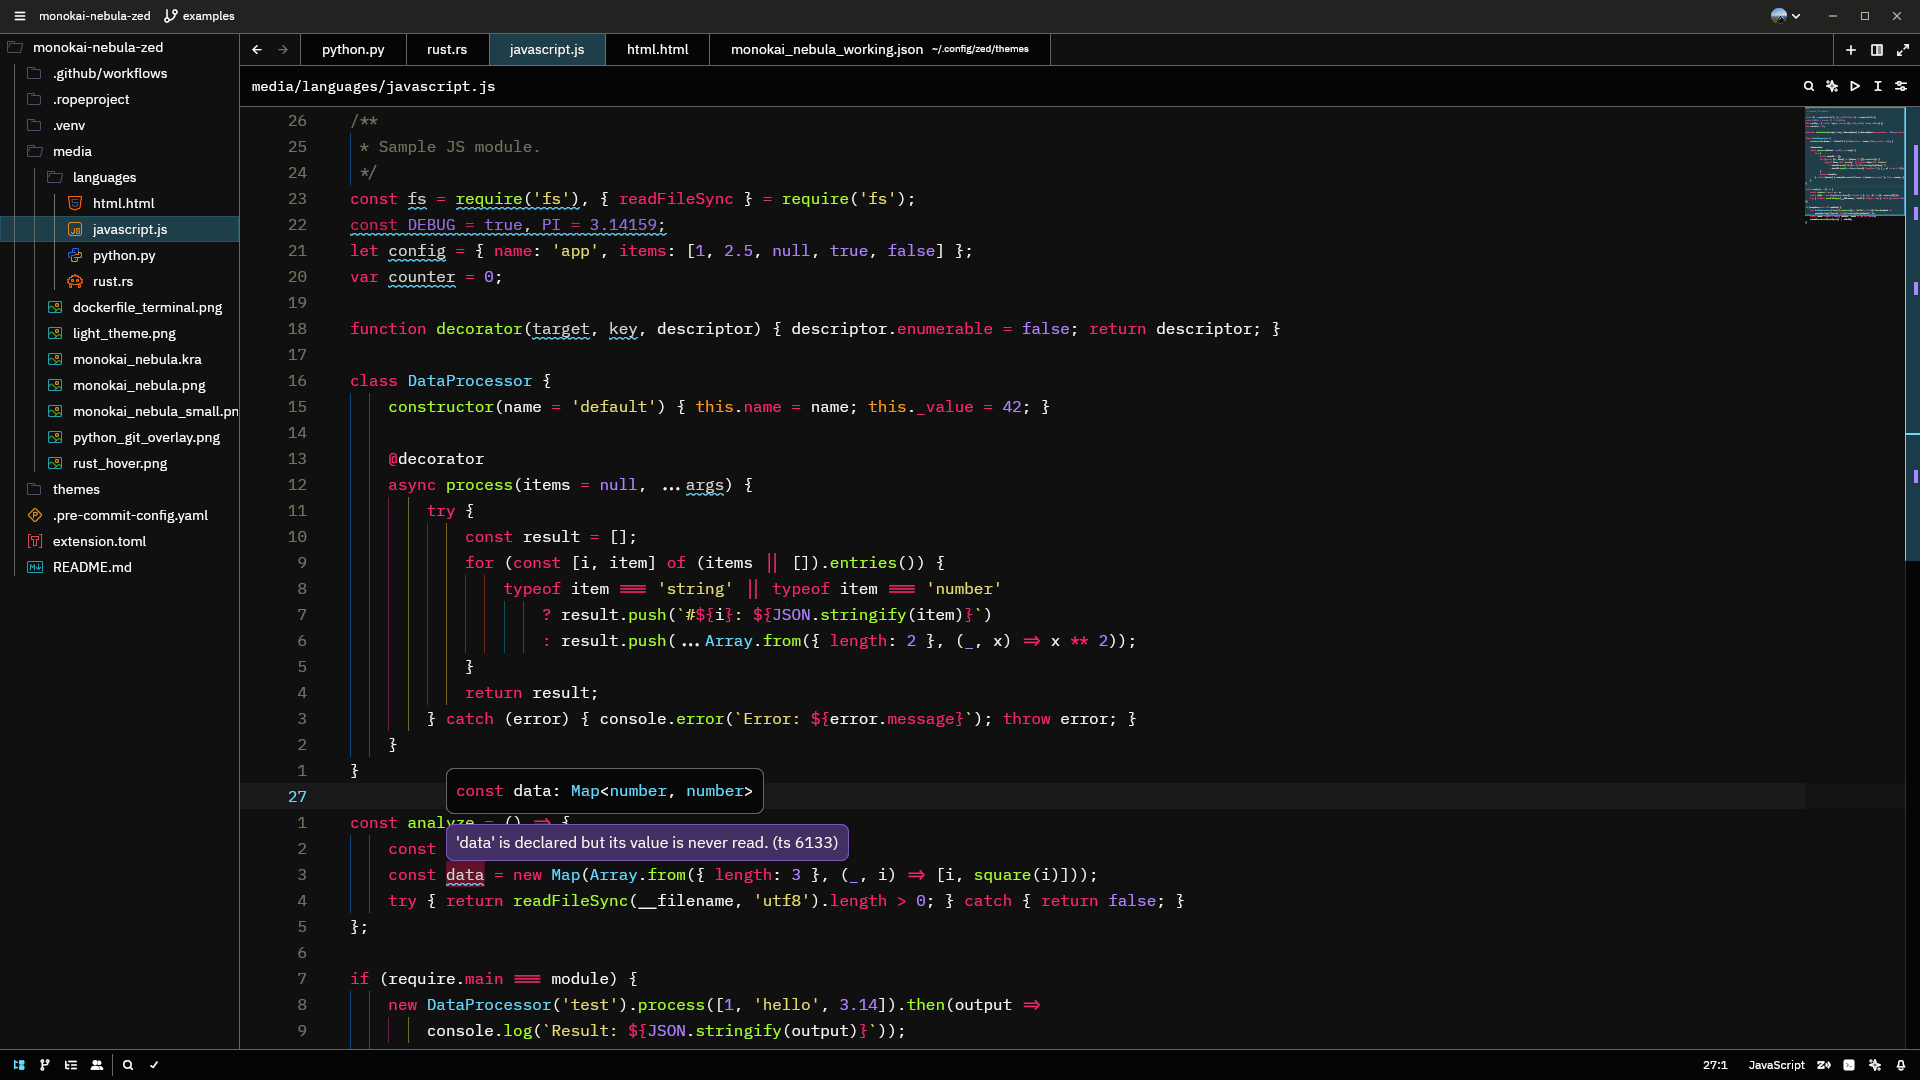 monokai-nebula-zed examples
monokai-nebula-zed
.github/workflows
.ropeproject
.venv
media
languages
html.html
javascript.js
python.py
rust.rs
dockerfile_terminal.png
light_theme.png
monokai_nebula.kra
monokai_nebula.png
monokai_nebula_small.pn
python_git_overlay.png
rust_hover.png
themes
.pre-commit-config.yaml
extension.toml
README.md
python.py rust.rs javascript.js html.html monokai_nebula_working.json ~/.config/zed/themes
media/languages/javascript.js
26 /**
25 * Sample JS module.
24 */
23 const fs = require('fs'), { readFileSync } = require('fs');
22 const DEBUG = true, PI = 3.14159;
21 let config = { name: 'app', items: [1, 2.5, null, true, false] };
20 var counter = 0;
19
18 function decorator(target, key, descriptor) { descriptor.enumerable = false; return descriptor; }
17
16 class DataProcessor {
15 constructor(name = 'default') { this.name = name; this._value = 42; }
14
13 @decorator
12 async process(items = null, ...args) {
11 try {
10 const result = [];
9 for (const [i, item] of (items || []).entries()) {
8 typeof item === 'string' || typeof item === 'number'
7 ? result.push(`#${i}: ${JSON.stringify(item)}`)
6 : result.push(...Array.from({ length: 2 }, (_, x) => x ** 2));
5 }
4 return result;
3 } catch (error) { console.error(`Error: ${error.message}`); throw error; }
2 }
1 }
27
const data: Map<number, number>
1 const analyze = () => {
2 const
'data' is declared but its value is never read. (ts 6133)
3 const data = new Map(Array.from({ length: 3 }, (_, i) => [i, square(i)]));
4 try { return readFileSync(__filename, 'utf8').length > 0; } catch { return false; }
5 };
6
7 if (require.main === module) {
8 new DataProcessor('test').process([1, 'hello', 3.14]).then(output =>
9 console.log(`Result: ${JSON.stringify(output)}`));
27:1 JavaScript